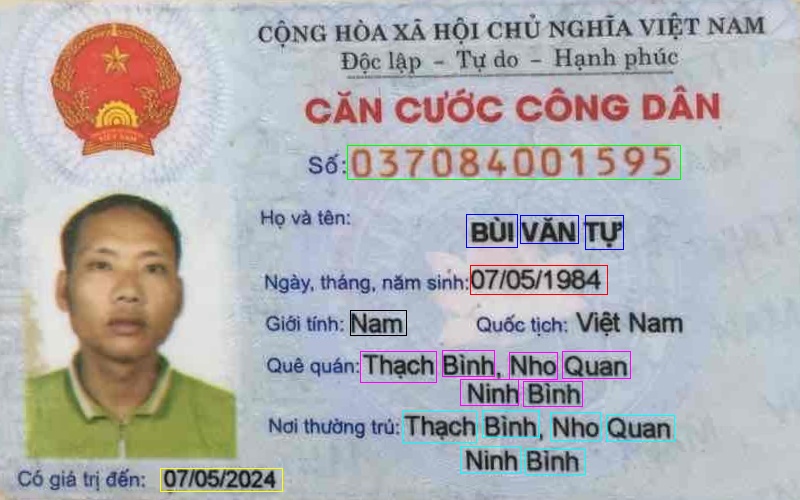 CỘNG HÒA XÃ HỘI CHỦ NGHĨA VIỆT NAM
Độc lập - Tự do - Hạnh phúc
CĂN CƯỚC CÔNG DÂN
Số: 037084001595
Họ và tên:
BÙI VĂN TỰ
Ngày, tháng, năm sinh: 07/05/1984
Giới tính: Nam Quốc tịch: Việt Nam
Quê quán: Thạch Bình, Nho Quan
Ninh Bình
Nơi thường trú: Thạch Bình, Nho Quan
Ninh Bình
Có giá trị đến: 07/05/2024
VIỆT NAM